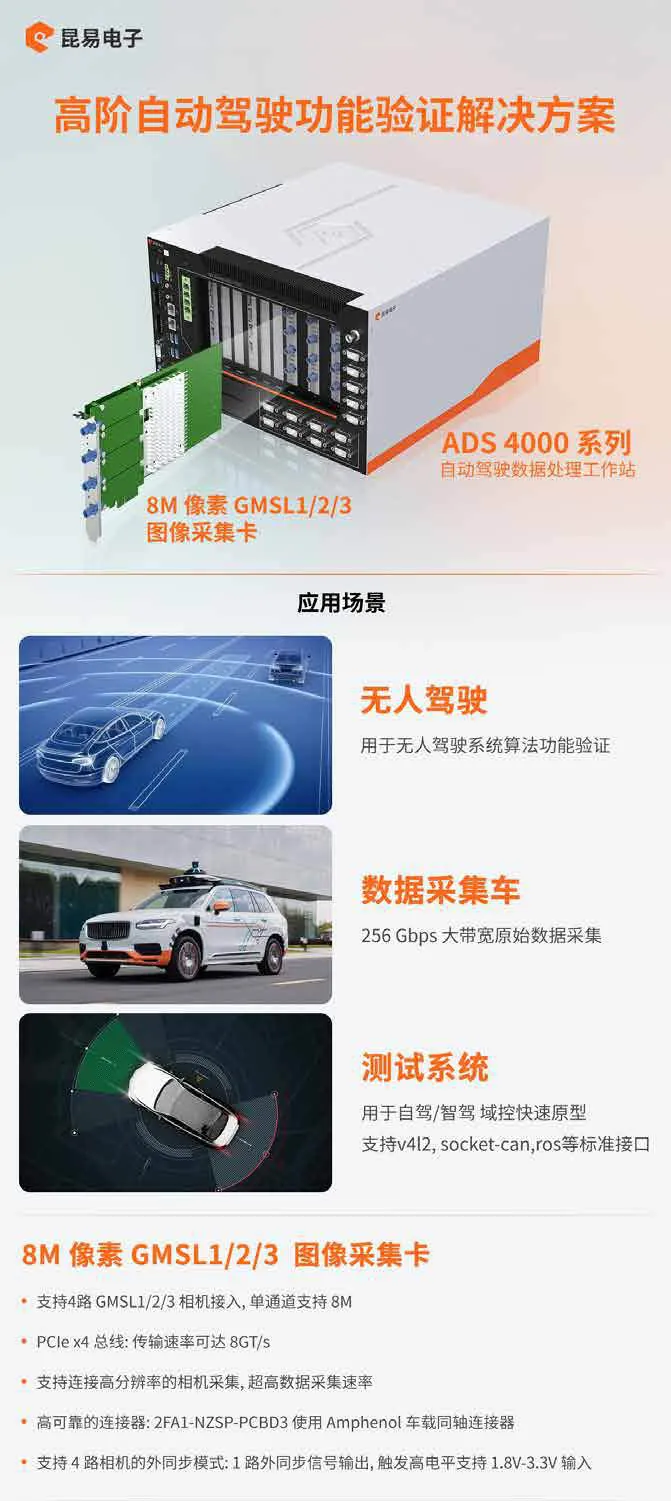 昆易电子
高阶自动驾驶功能验证解决方案
昆易电子
ADS 4000 系列
自动驾驶数据处理工作站
8M 像素 GMSL1/2/3
图像采集卡
应用场景
无人驾驶
用于无人驾驶系统算法功能验证
数据采集车
256 Gbps 大带宽原始数据采集
测试系统
用于自驾/智驾 域控快速原型
支持v4l2, socket-can,ros等标准接口
8M 像素 GMSL1/2/3 图像采集卡
• 支持4路 GMSL1/2/3 相机接入, 单通道支持 8M
• PCIe x4 总线: 传输速率可达 8GT/s
• 支持连接高分辨率的相机采集, 超高数据采集速率
• 高可靠的连接器: 2FA1-NZSP-PCBD3 使用 Amphenol 车载同轴连接器
• 支持 4 路相机的外同步模式: 1 路外同步信号输出, 触发高电平支持 1.8V-3.3V 输入